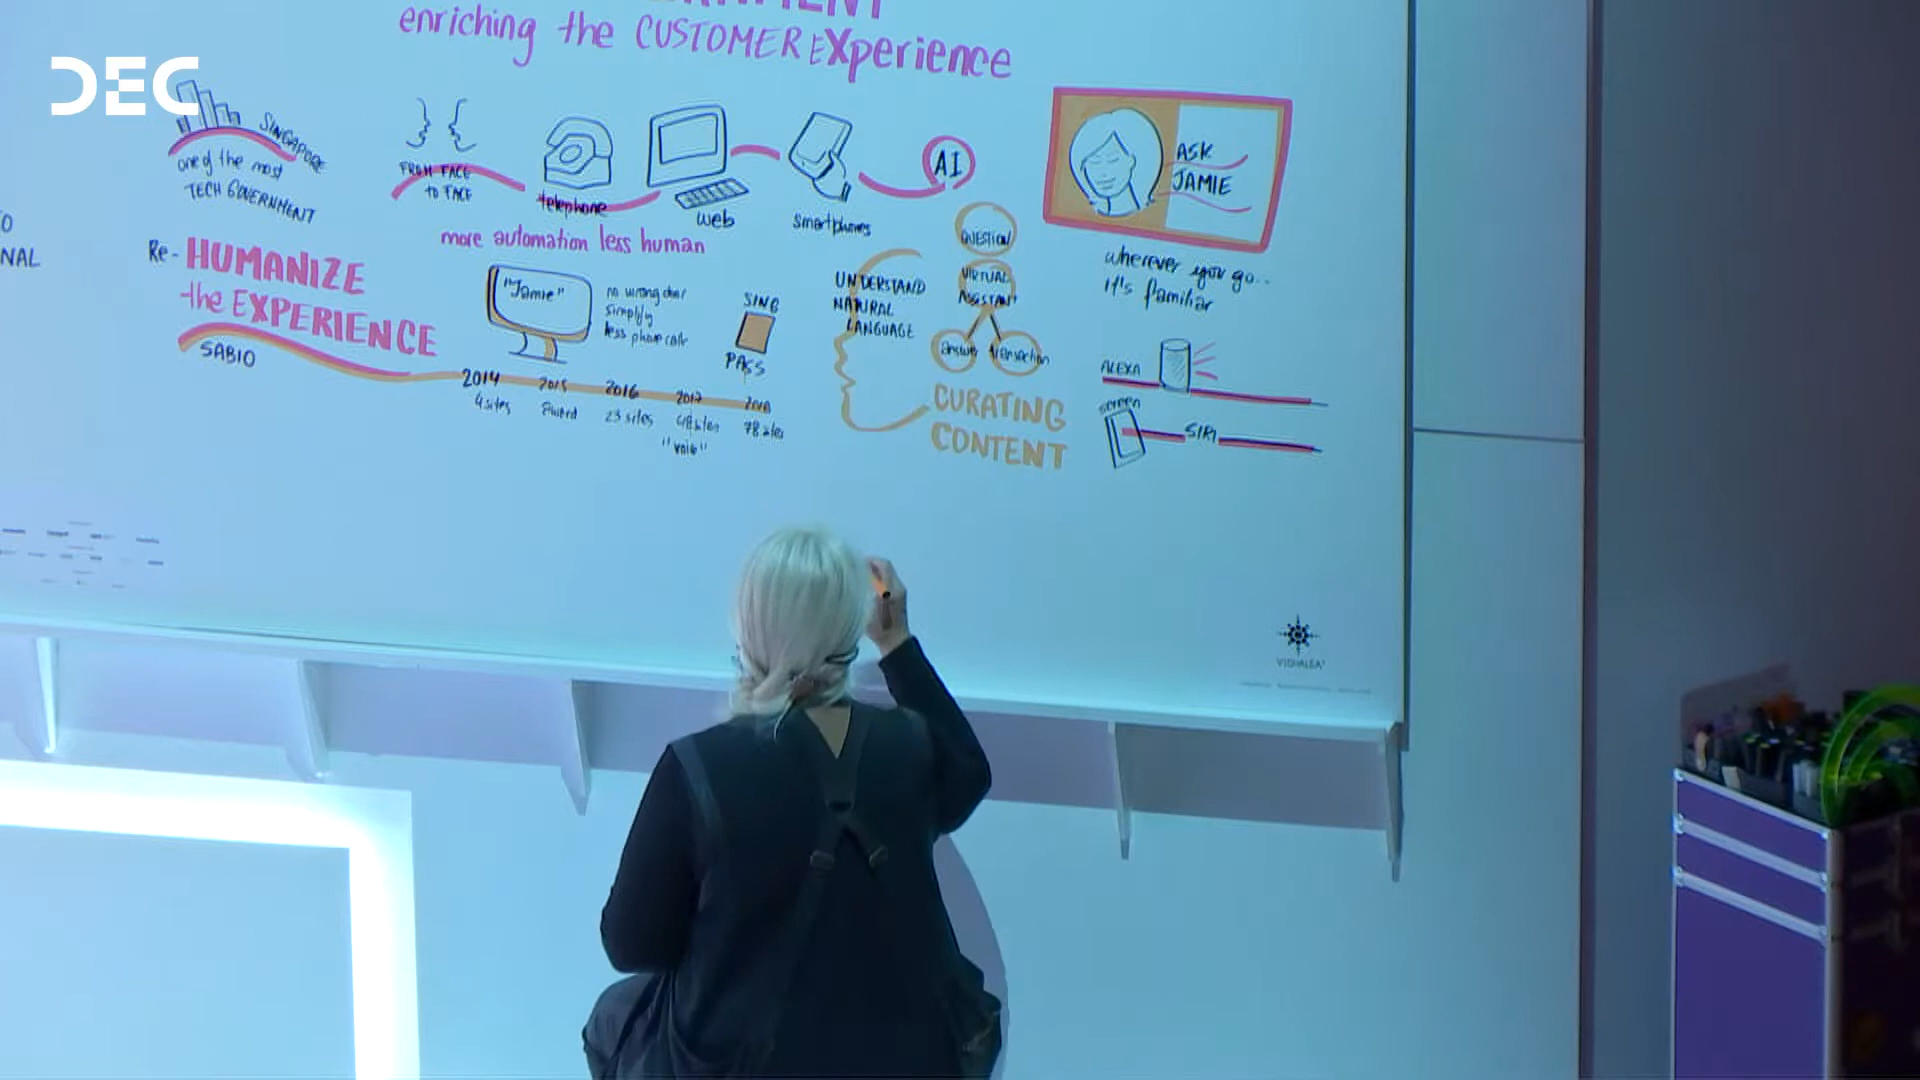 enriching the CUSTOMER EXperience
DEC
SINGAPORE
one of the most
TECH GOVERNMENT
FROM FACE
to FACE
telephone
web
smartphones
AI
ASK
JAMIE
more automation less human
wherever you go..
it's familiar
NAL
Re-HUMANIZE
the EXPERIENCE
SABIO
"Jamie"
no wrong door
simplify
less phone calls
SING
PASS
2014
4 sites
2015
2016
23 sites
2017
2018
78 sites
UNDERSTAND
NATURAL
LANGUAGE
QUESTION
VIRTUAL
ASSISTANT
answer
transaction
CURATING
CONTENT
ALEXA
screen
SIRI